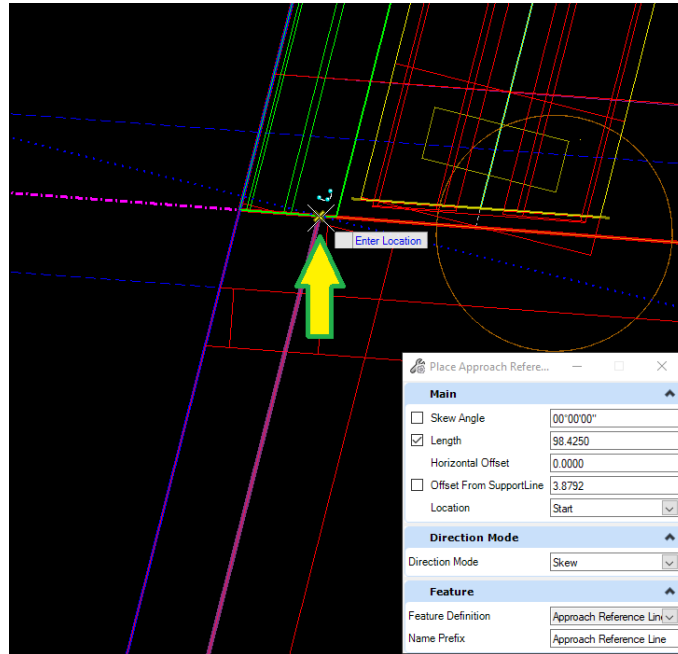 Enter Location
Place Approach Refere...
Main
Skew Angle 00°00'00"
Length 98.4250
Horizontal Offset 0.0000
Offset From SupportLine 3.8792
Location Start
Direction Mode
Direction Mode Skew
Feature
Feature Definition Approach Reference Lin
Name Prefix Approach Reference Line